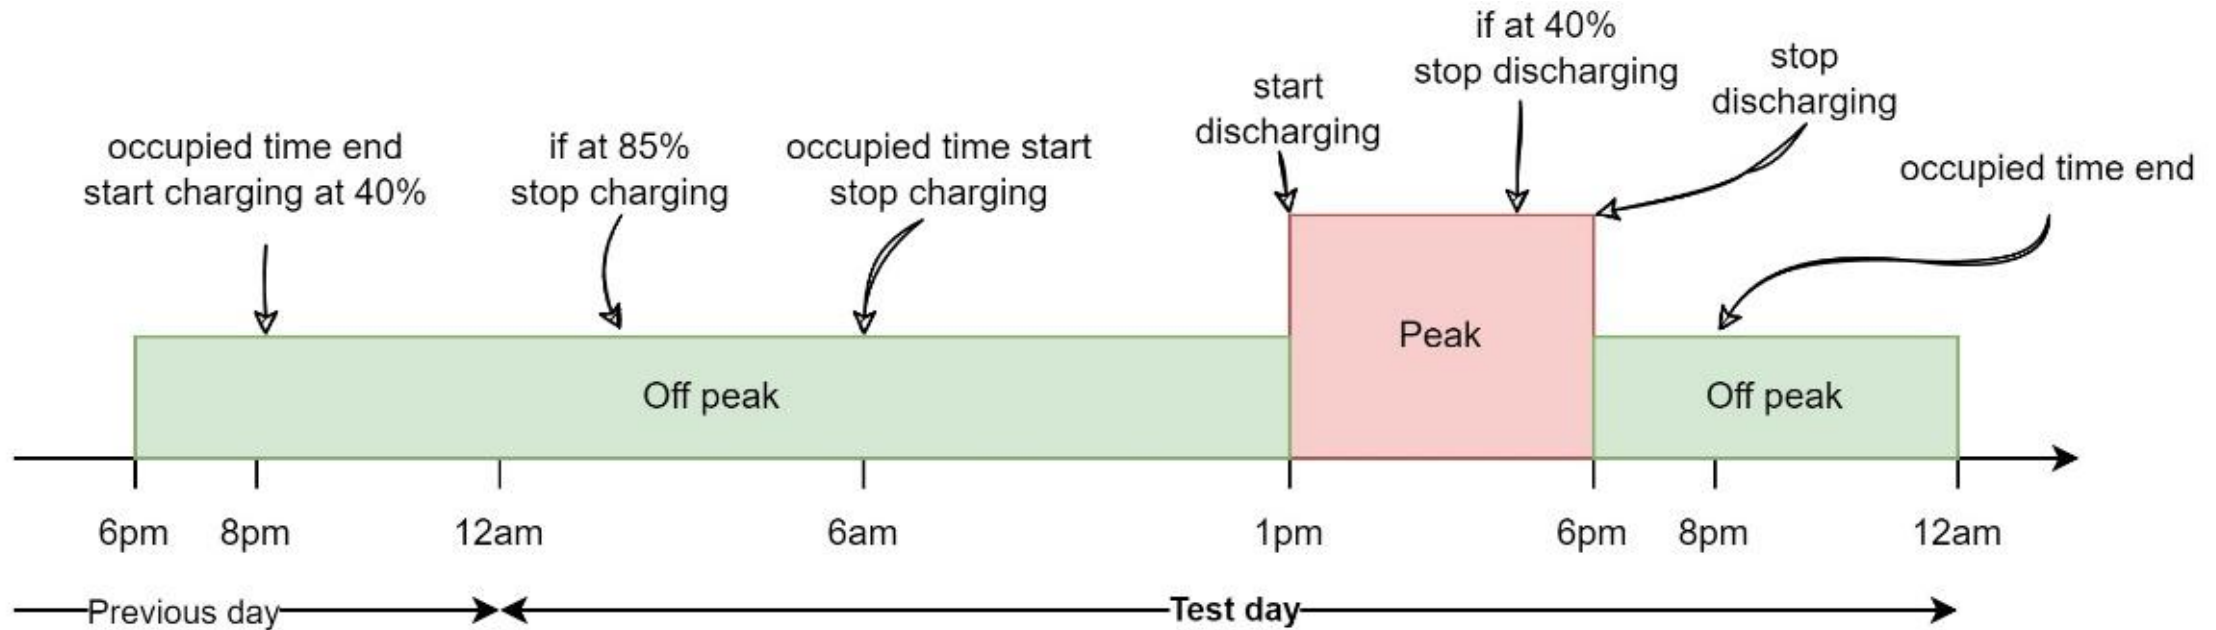 occupied time end
start charging at 40%
if at 85%
stop charging
occupied time start
stop charging
start
discharging
if at 40%
stop discharging
stop
discharging
occupied time end
Off peak
Peak
Off peak
6pm
8pm
12am
6am
1pm
6pm
8pm
12am
Previous day
Test day